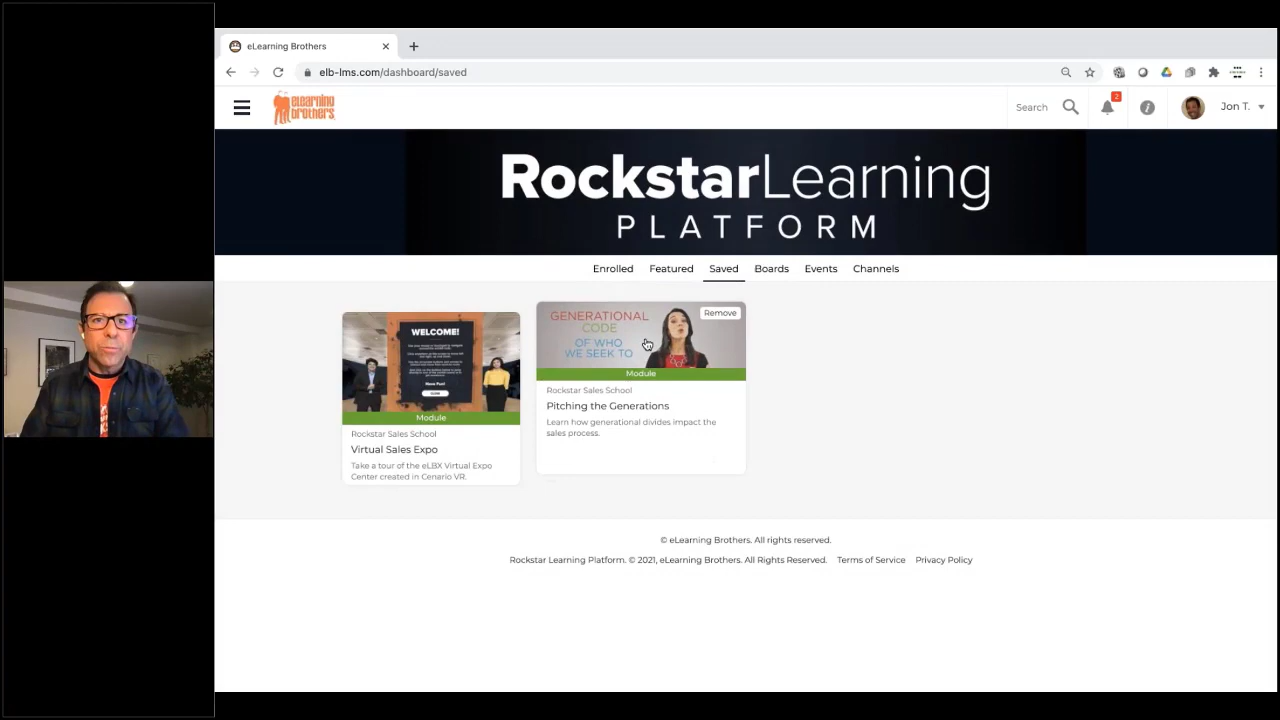 eLearning Brothers
elb-lms.com/dashboard/saved
eLearning
brothers
Search
2
Jon T.
RockstarLearning
PLATFORM
Enrolled Featured Saved Boards Events Channels
WELCOME!
Module
Rockstar Sales School
Virtual Sales Expo
Take a tour of the eLBX Virtual Expo
Center created in Cenario VR.
GENERATIONAL
CODE
OF WHO
WE SEEK TO
Remove
Module
Rockstar Sales School
Pitching the Generations
Learn how generational divides impact the
sales process.
© eLearning Brothers. All rights reserved.
Rockstar Learning Platform. © 2021, eLearning Brothers. All Rights Reserved. Terms of Service Privacy Policy